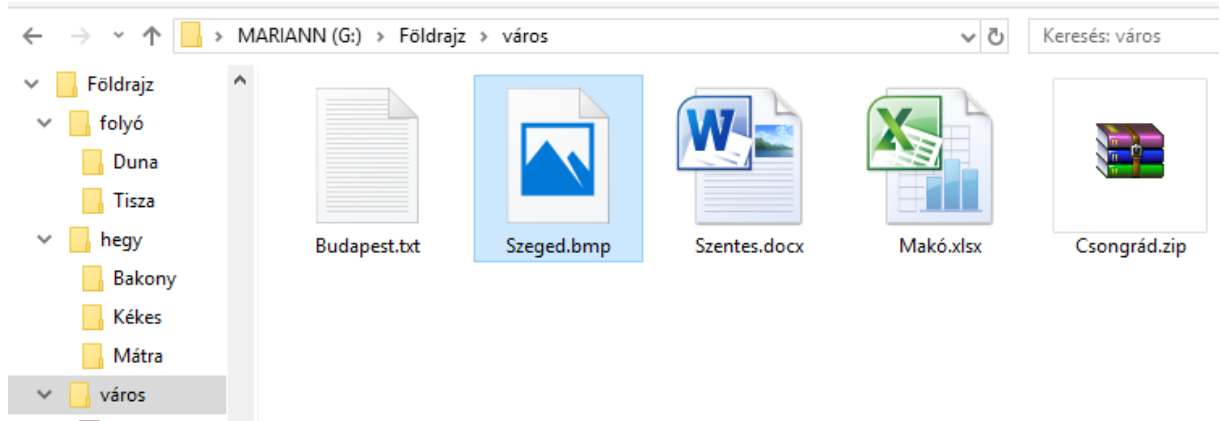 MARIANN (G:) > Földrajz > város
Keresés: város
Földrajz
folyó
Duna
Tisza
hegy
Bakony
Kékes
Mátra
város
Budapest.txt
Szeged.bmp
Szentes.docx
Makó.xlsx
Csongrád.zip